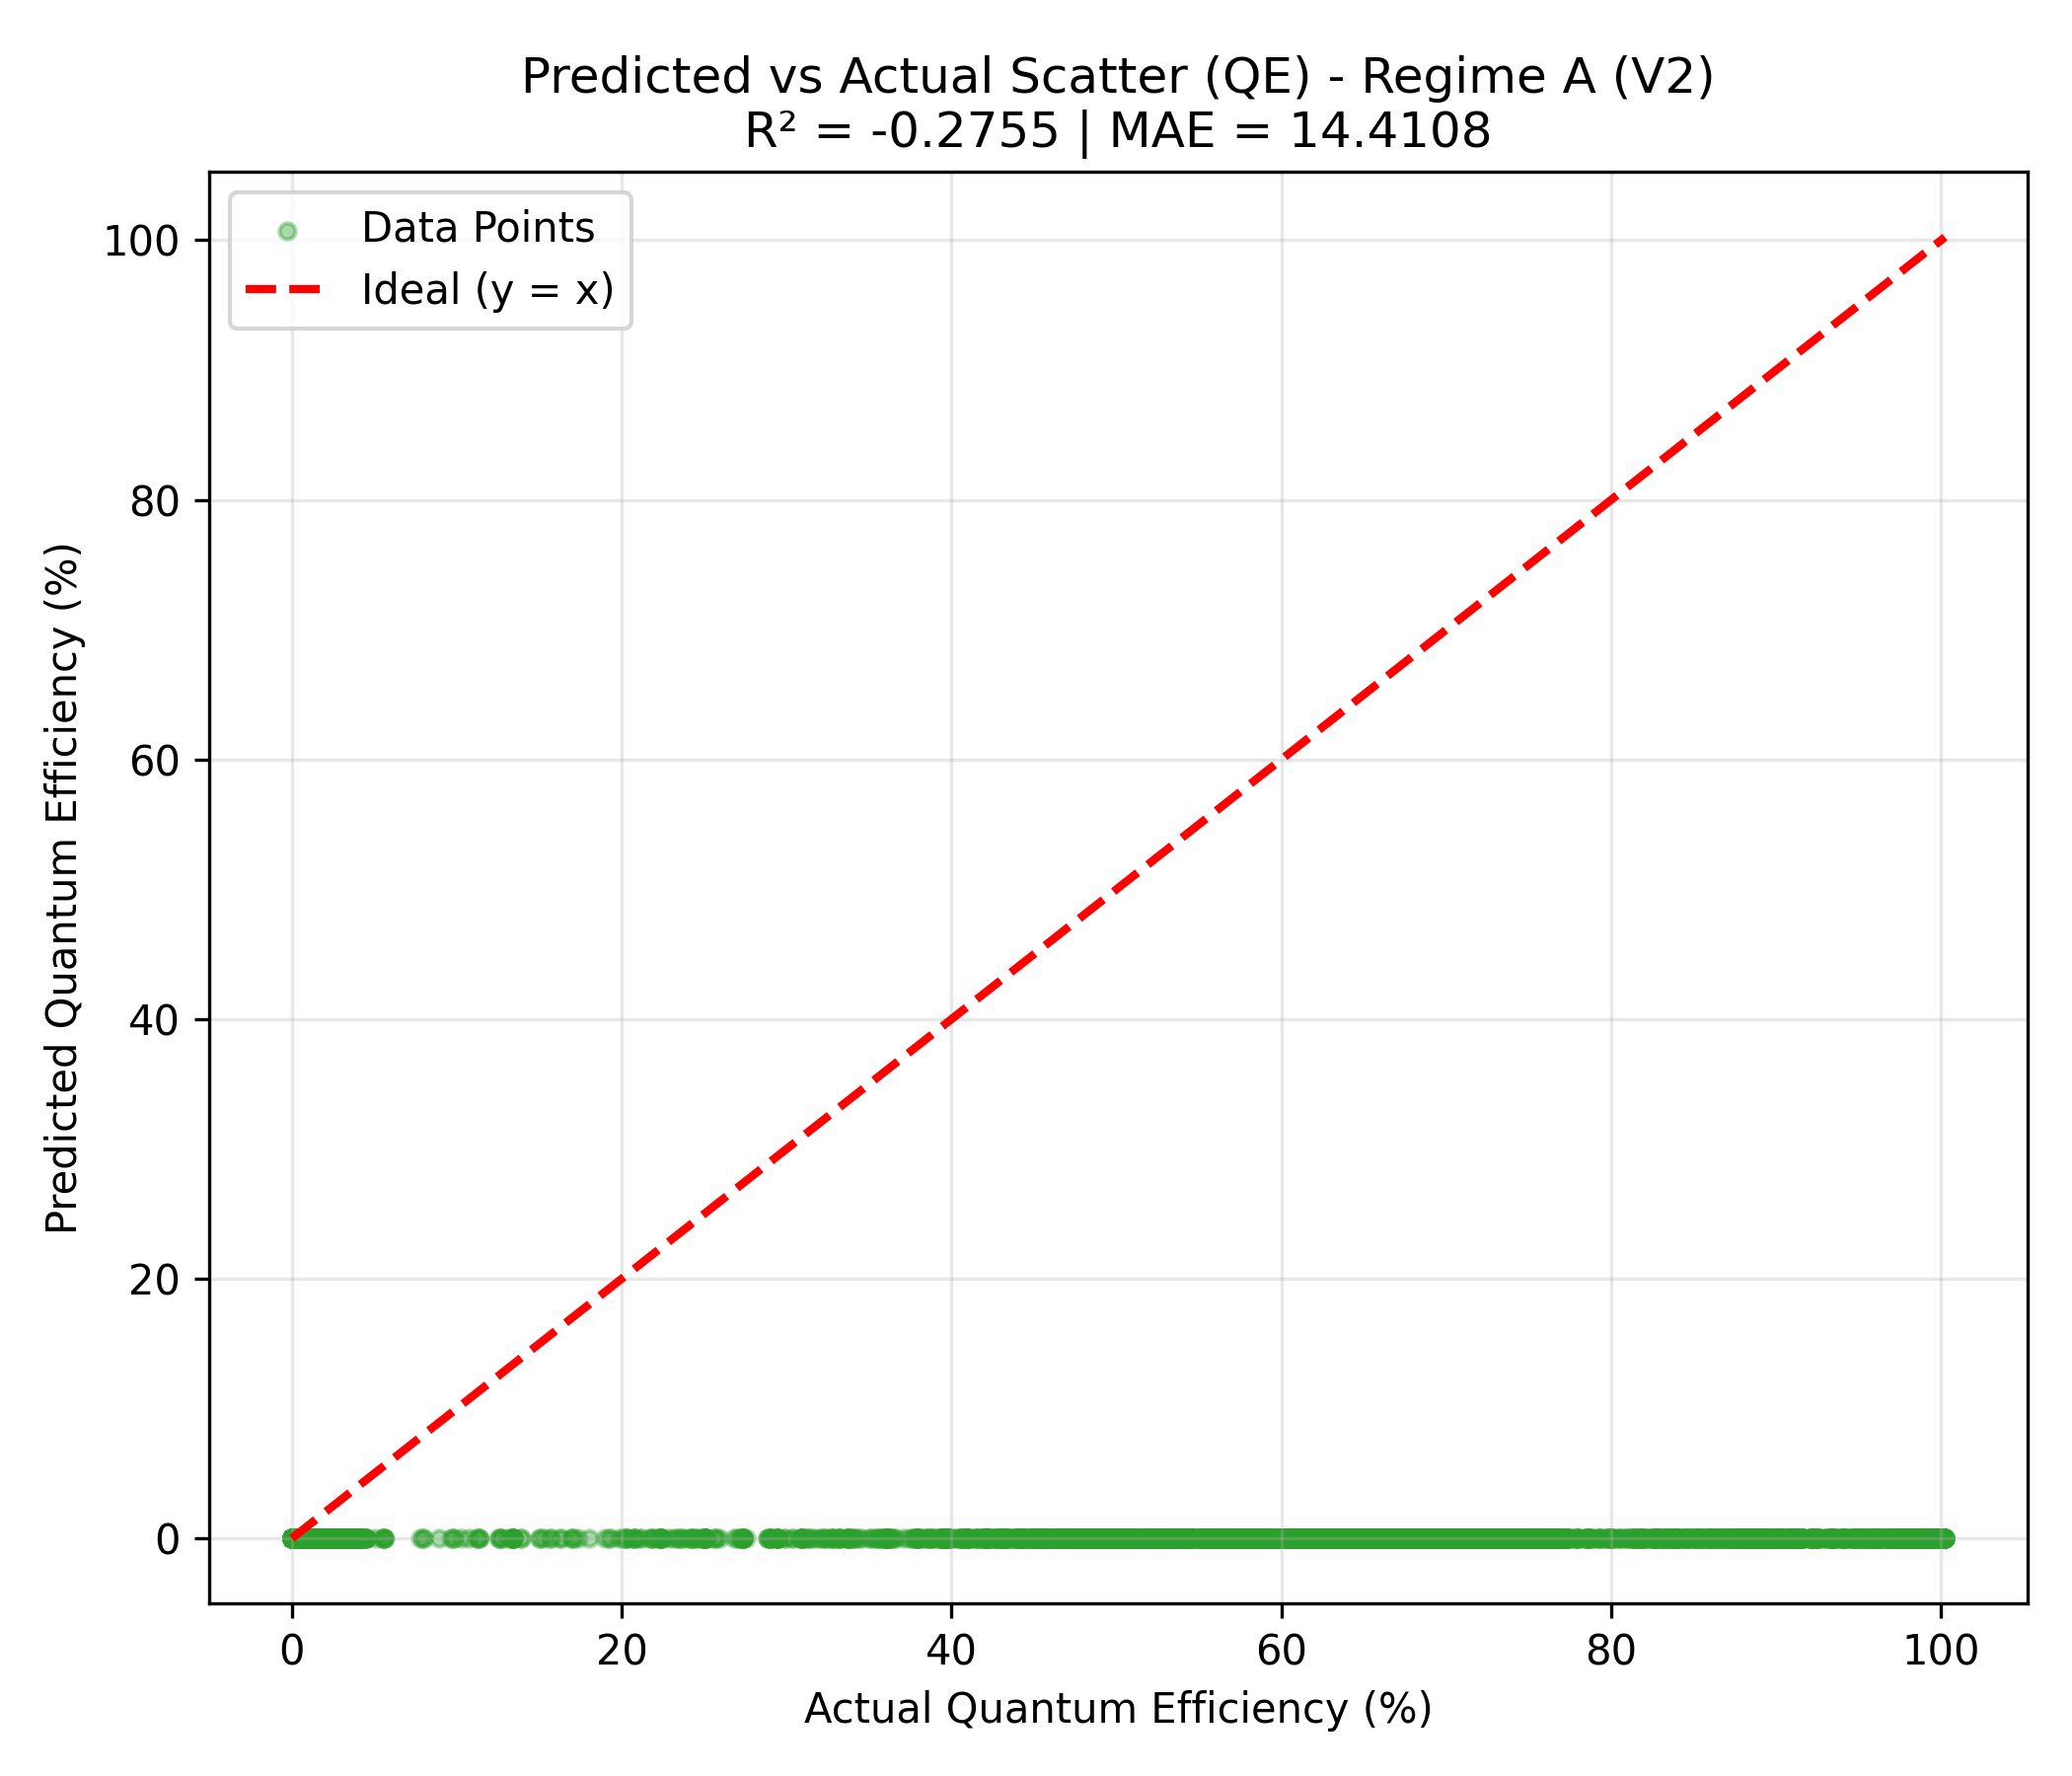 Predicted vs Actual Scatter (QE) - Regime A (V2)
R² = -0.2755 | MAE = 14.4108
Data Points
Ideal (y = x)
100
80
60
40
20
0
Predicted Quantum Efficiency (%)
0 20 40 60 80 100
Actual Quantum Efficiency (%)